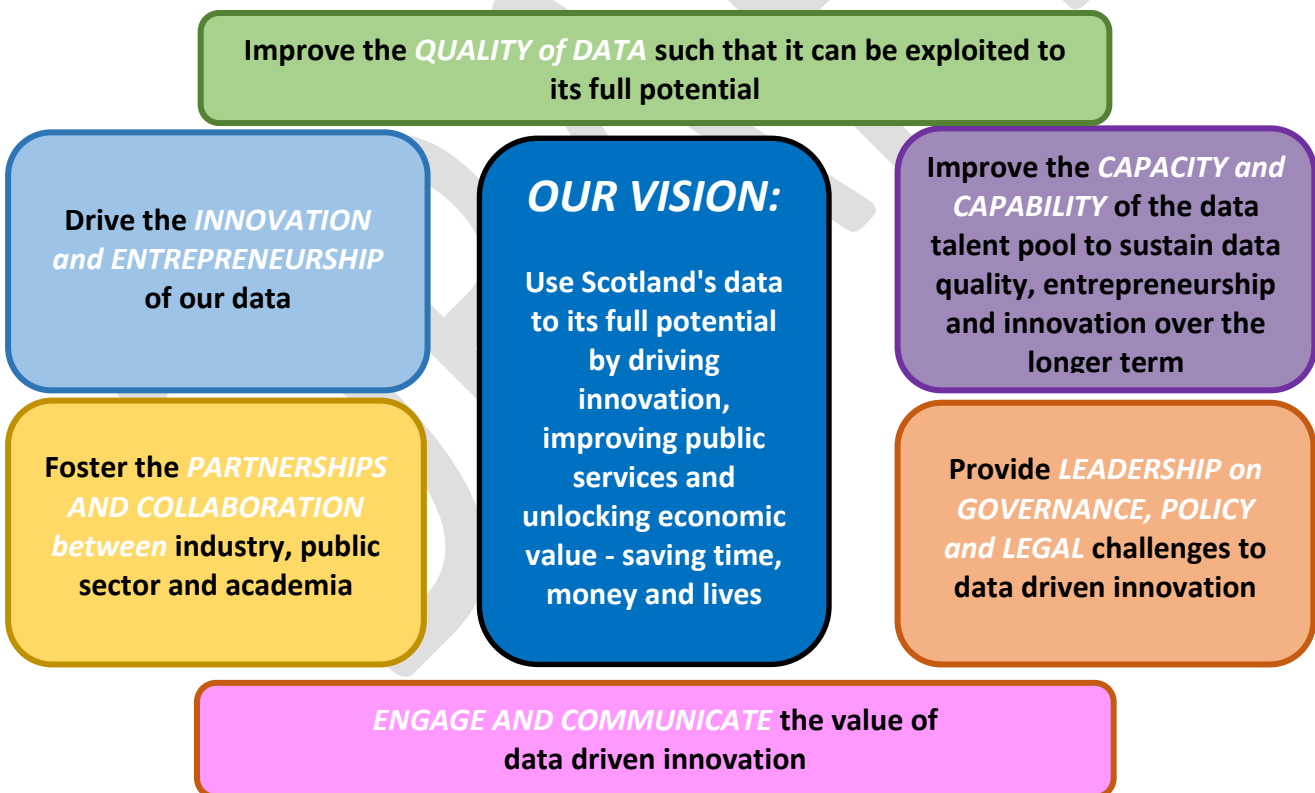 Improve the QUALITY of DATA such that it can be exploited to
its full potential
Drive the INNOVATION
and ENTREPRENEURSHIP
of our data
OUR VISION:
Use Scotland's data
to its full potential
by driving
innovation,
improving public
services and
unlocking economic
value - saving time,
money and lives
Improve the CAPACITY and
CAPABILITY of the data
talent pool to sustain data
quality, entrepreneurship
and innovation over the
longer term
Foster the PARTNERSHIPS
AND COLLABORATION
between industry, public
sector and academia
Provide LEADERSHIP on
GOVERNANCE, POLICY
and LEGAL challenges to
data driven innovation
ENGAGE AND COMMUNICATE the value of
data driven innovation